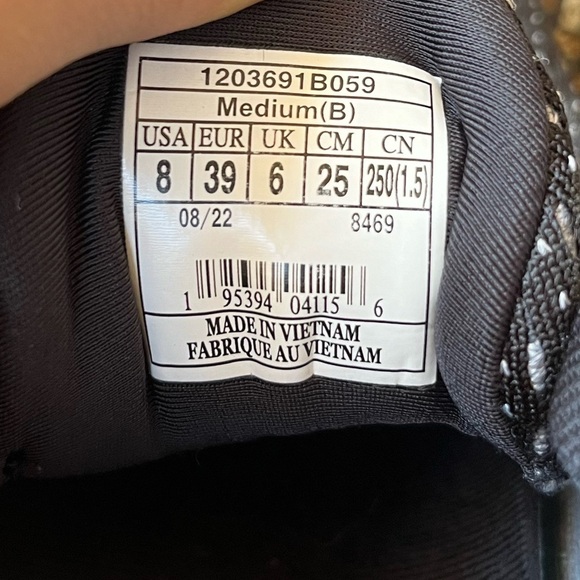 1203691B059
Medium(B)
USA EUR UK CM CN
8 39 6 25 250(1.5)
08/22 8469
1 95394 04115 6
MADE IN VIETNAM
FABRIQUE AU VIETNAM